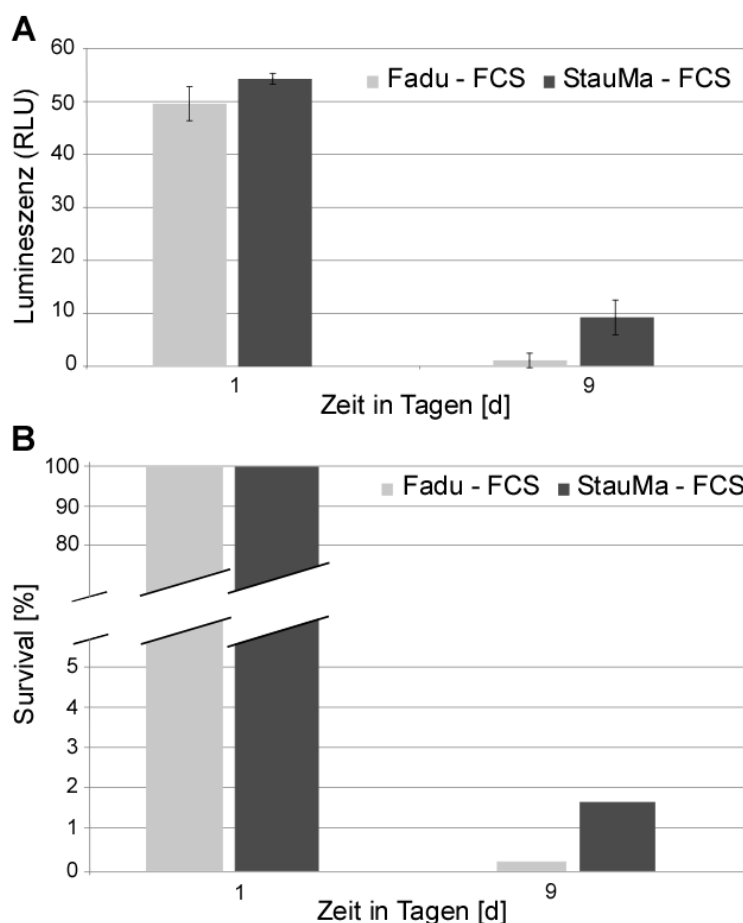 A
60
50
40
30
20
10
0
Lumineszenz (RLU)
Fadu - FCS StauMa - FCS
1 9
Zeit in Tagen [d]
B
100
90
80
5
4
3
2
1
0
Survival [%]
Fadu - FCS StauMa - FCS
1 9
Zeit in Tagen [d]